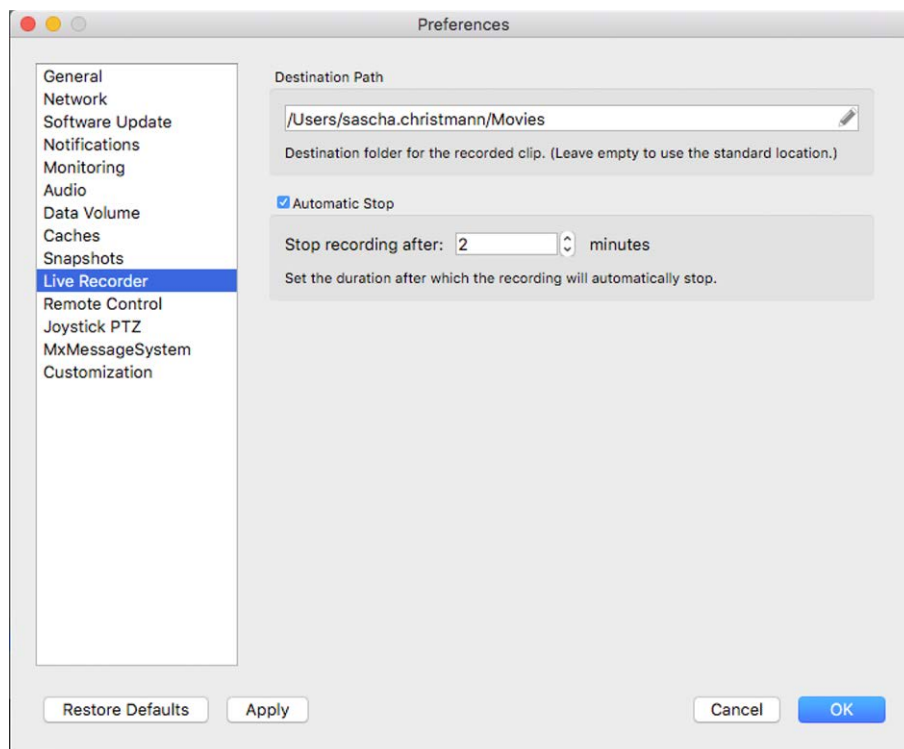 Preferences
General
Network
Software Update
Notifications
Monitoring
Audio
Data Volume
Caches
Snapshots
Live Recorder
Remote Control
Joystick PTZ
MxMessageSystem
Customization
Destination Path
/Users/sascha.christmann/Movies
Destination folder for the recorded clip. (Leave empty to use the standard location.)
Automatic Stop
Stop recording after: 2 minutes
Set the duration after which the recording will automatically stop.
Restore Defaults Apply Cancel OK